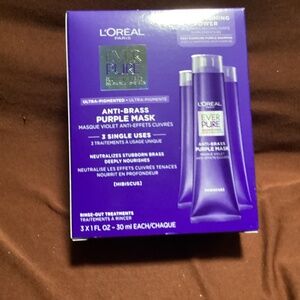 L'ORÉAL
PARIS
EVER
PURE
ULTRA-PIGMENTED • ULTRA-PIGMENTÉ
ANTI-BRASS
PURPLE MASK
MASQUE VIOLET ANTI-EFFETS CUIVRÉS
3 SINGLE USES
3 TRAITEMENTS À USAGE UNIQUE
NEUTRALIZES STUBBORN BRASS
DEEPLY NOURISHES
NEUTRALISE LES EFFETS CUIVRÉS TENACES
NOURRIT EN PROFONDEUR
[HIBISCUS]
RINSE-OUT TREATMENTS
TRAITEMENTS À RINCER
3 X 1 FL OZ - 30 ml EACH/CHAQUE
POWER
L'ORÉAL
EVER
PURE
ANTI-BRASS
PURPLE MASK